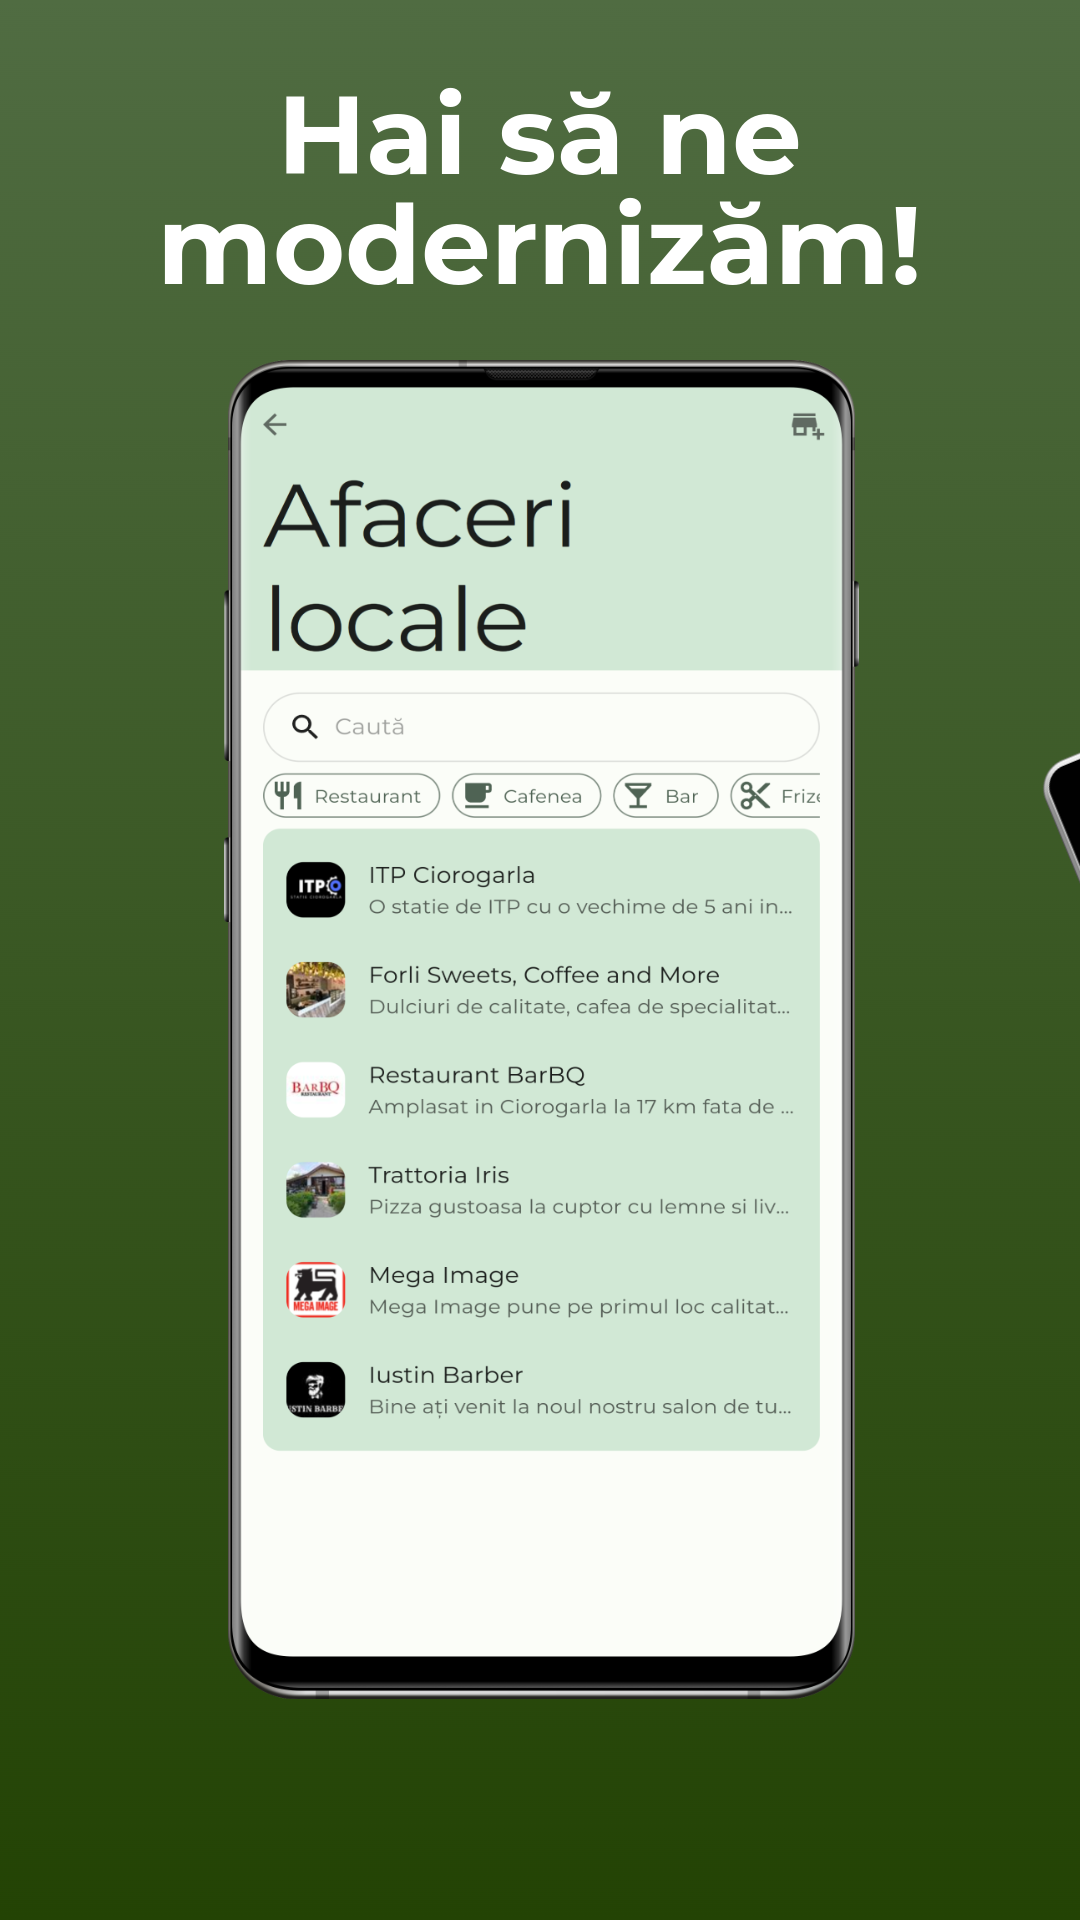 Hai să ne
modernizăm!
Afaceri
locale
Caută
Restaurant
Cafenea
Bar
Frize
ITP
STATIE CIOROGARLA
ITP Ciorogarla
O statie de ITP cu o vechime de 5 ani in...
Forli Sweets, Coffee and More
Dulciuri de calitate, cafea de specialitat...
BARBQ
RESTAURANT
Restaurant BarBQ
Amplasat in Ciorogarla la 17 km fata de ...
Trattoria Iris
Pizza gustoasa la cuptor cu lemne si liv...
MEGA IMAGE
Mega Image
Mega Image pune pe primul loc calitat...
STIN BARBE
Iustin Barber
Bine ați venit la noul nostru salon de tu...